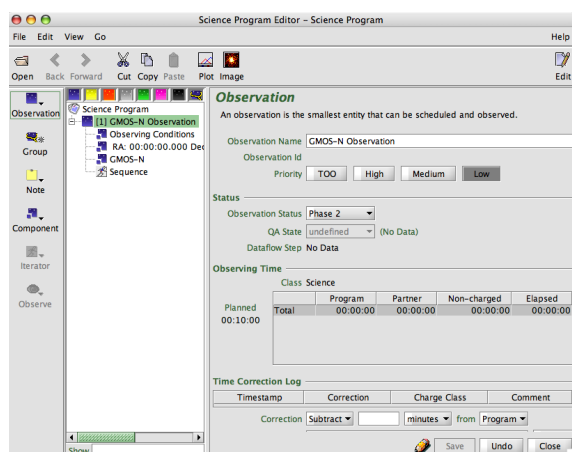 Science Program Editor – Science Program
File Edit View Go Help
Open Back Forward Cut Copy Paste Plot Image Edit
Observation
Group
Note
Component
Iterator
Observe
Science Program
[1] GMOS-N Observation
Observing Conditions
RA: 00:00:00.000 Dec
GMOS-N
Sequence
Show
Observation
An observation is the smallest entity that can be scheduled and observed.
Observation Name GMOS-N Observation
Observation Id
Priority TOO High Medium Low
Status
Observation Status Phase 2
QA State undefined (No Data)
Dataflow Step No Data
Observing Time
Class Science
Program Partner Non-charged Elapsed
Planned Total 00:00:00 00:00:00 00:00:00 00:00:00
00:10:00
Time Correction Log
Timestamp Correction Charge Class Comment
Correction Subtract minutes from Program
Save Undo Close